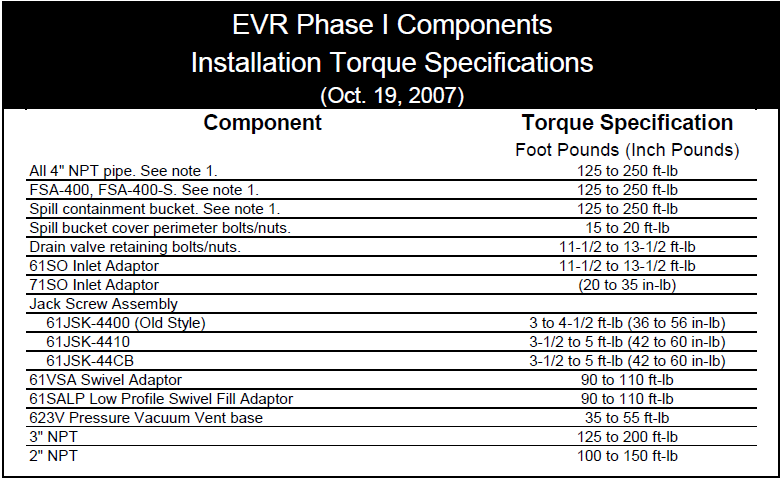 EVR Phase I Components
Installation Torque Specifications
(Oct. 19, 2007)
Component Torque Specification
Foot Pounds (Inch Pounds)
All 4" NPT pipe. See note 1. 125 to 250 ft-lb
FSA-400, FSA-400-S. See note 1. 125 to 250 ft-lb
Spill containment bucket. See note 1. 125 to 250 ft-lb
Spill bucket cover perimeter bolts/nuts. 15 to 20 ft-lb
Drain valve retaining bolts/nuts. 11-1/2 to 13-1/2 ft-lb
61SO Inlet Adaptor 11-1/2 to 13-1/2 ft-lb
71SO Inlet Adaptor (20 to 35 in-lb)
Jack Screw Assembly
61JSK-4400 (Old Style) 3 to 4-1/2 ft-lb (36 to 56 in-lb)
61JSK-4410 3-1/2 to 5 ft-lb (42 to 60 in-lb)
61JSK-44CB 3-1/2 to 5 ft-lb (42 to 60 in-lb)
61VSA Swivel Adaptor 90 to 110 ft-lb
61SALP Low Profile Swivel Fill Adaptor 90 to 110 ft-lb
623V Pressure Vacuum Vent base 35 to 55 ft-lb
3" NPT 125 to 200 ft-lb
2" NPT 100 to 150 ft-lb